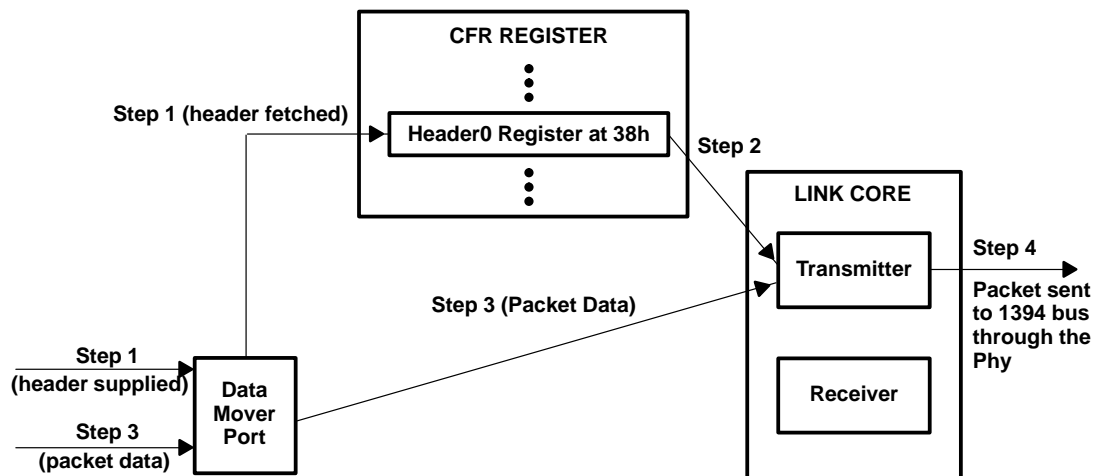 CFR REGISTER
Step 1 (header fetched)
Header0 Register at 38h
Step 2
LINK CORE
Transmitter
Step 4
Packet sent
to 1394 bus
through the
Phy
Step 3 (Packet Data)
Step 1
(header supplied)
Data
Mover
Port
Step 3
(packet data)
Receiver